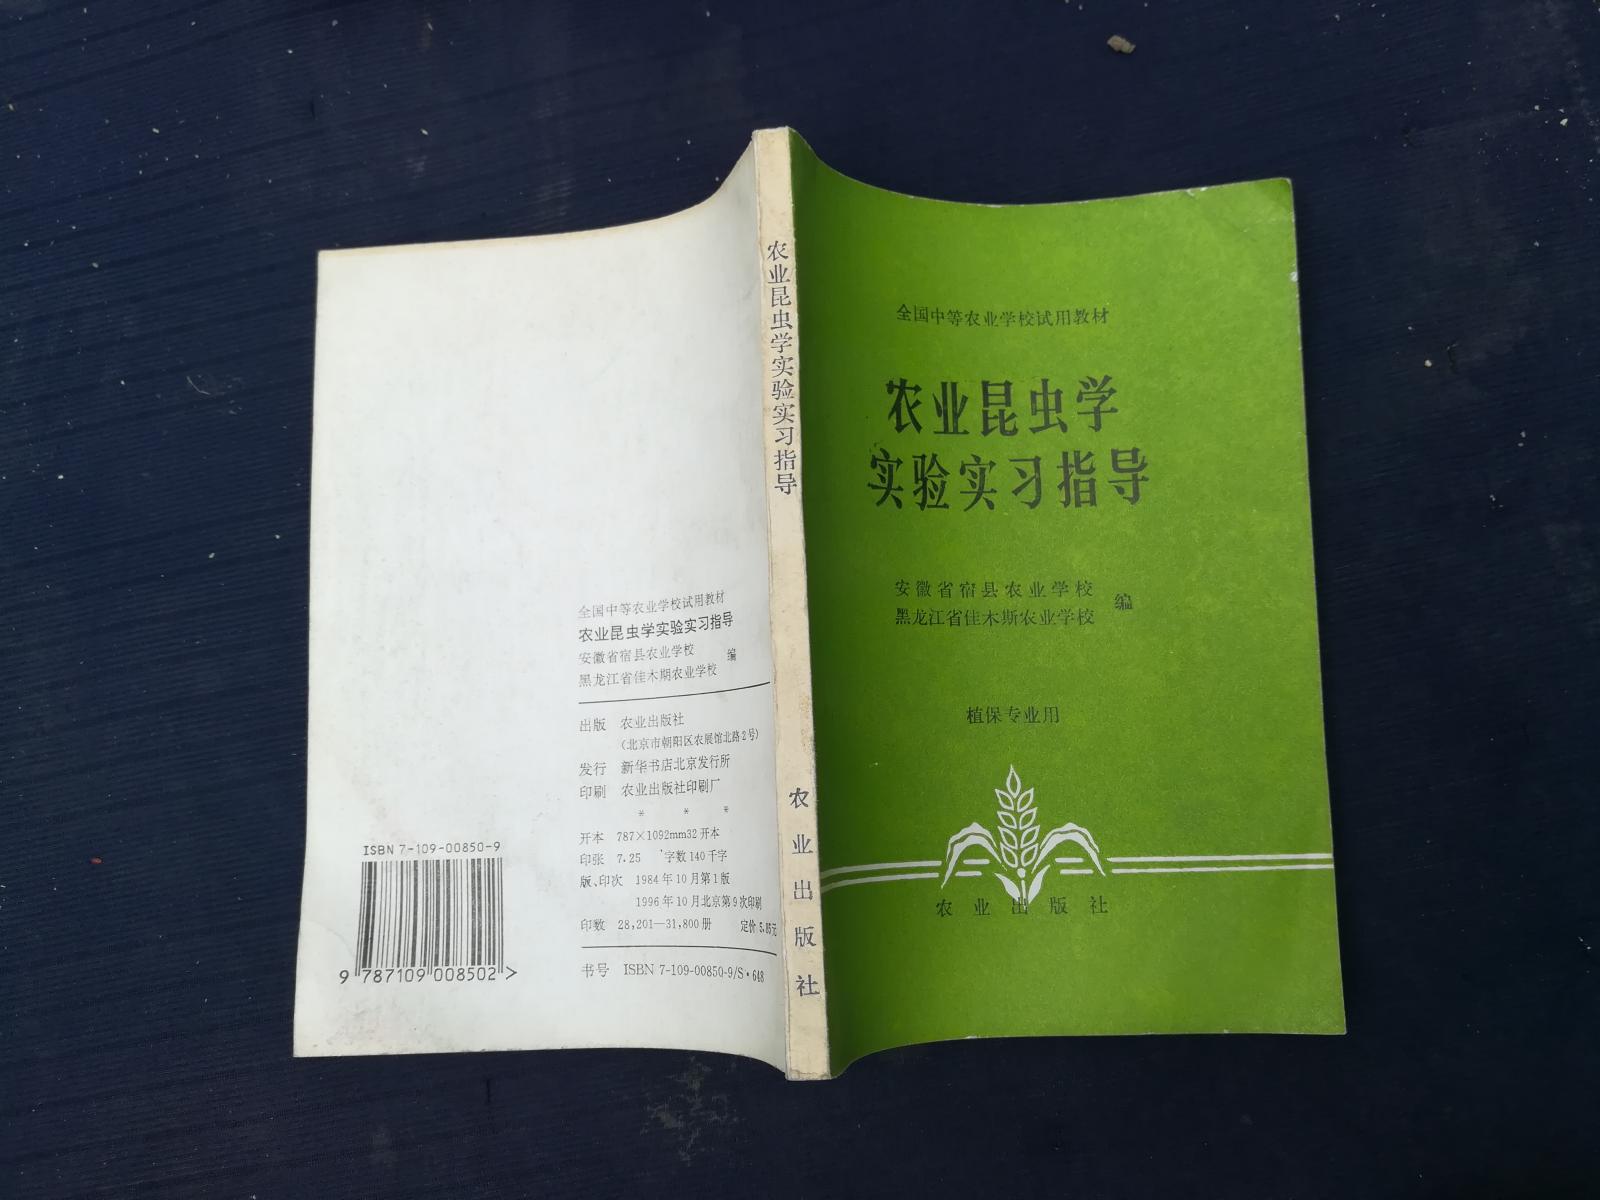 全国中等农业学校试用教材
农业昆虫学
实验实习指导
安徽省宿县农业学校
黑龙江省佳木斯农业学校
编
植保专业用
农业出版社
农业昆虫学实验实习指导
农业出版社
全国中等农业学校试用教材
农业昆虫学实验实习指导
安徽省宿县农业学校
黑龙江省佳木期农业学校
编
出版 农业出版社
(北京市朝阳区农展馆北路2号)
发行 新华书店北京发行所
印刷 农业出版社印刷厂
* * *
开本 787×1092mm32开本
印张 7.25 字数140千字
版、印次 1984年10月第1版
1996年10月北京第9次印刷
印数 28,201—31,800册 定价 5.85元
书号 ISBN 7-109-00850-9/S·648
ISBN 7-109-00850-9
9 787109 008502 >